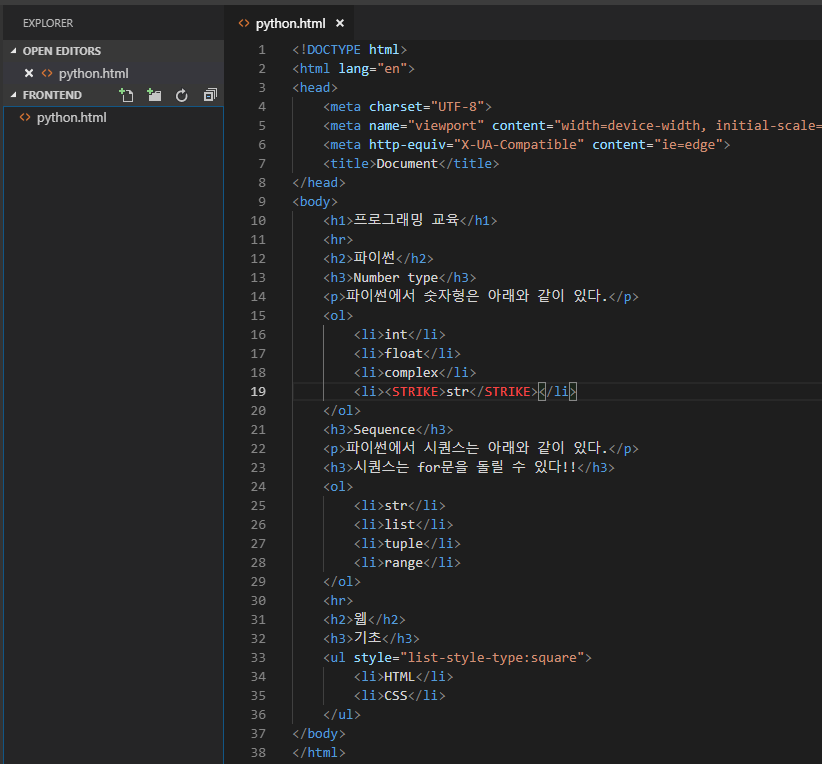 EXPLORER
OPEN EDITORS
python.html
FRONTEND
python.html
python.html
1 <!DOCTYPE html>
2 <html lang="en">
3 <head>
4 <meta charset="UTF-8">
5 <meta name="viewport" content="width=device-width, initial-scale=
6 <meta http-equiv="X-UA-Compatible" content="ie=edge">
7 <title>Document</title>
8 </head>
9 <body>
10 <h1>프로그래밍 교육</h1>
11 <hr>
12 <h2>파이썬</h2>
13 <h3>Number type</h3>
14 <p>파이썬에서 숫자형은 아래와 같이 있다.</p>
15 <ol>
16 <li>int</li>
17 <li>float</li>
18 <li>complex</li>
19 <li><STRIKE>str</STRIKE></li>
20 </ol>
21 <h3>Sequence</h3>
22 <p>파이썬에서 시퀀스는 아래와 같이 있다.</p>
23 <h3>시퀀스는 for문을 돌릴 수 있다!!</h3>
24 <ol>
25 <li>str</li>
26 <li>list</li>
27 <li>tuple</li>
28 <li>range</li>
29 </ol>
30 <hr>
31 <h2>웹</h2>
32 <h3>기초</h3>
33 <ul style="list-style-type:square">
34 <li>HTML</li>
35 <li>CSS</li>
36 </ul>
37 </body>
38 </html>